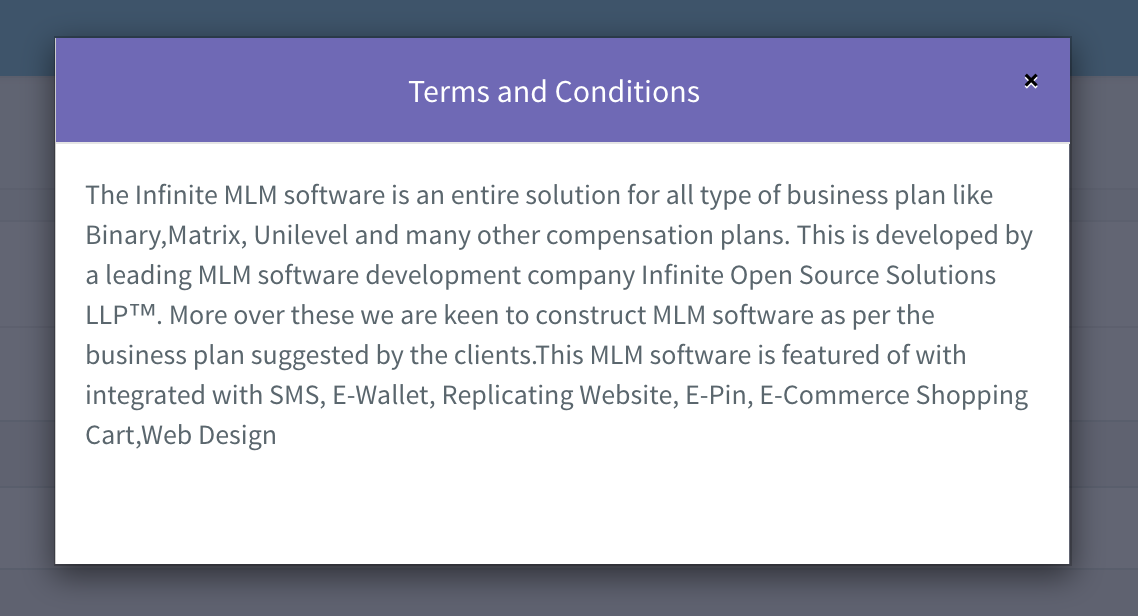 Terms and Conditions
The Infinite MLM software is an entire solution for all type of business plan like
Binary,Matrix, Unilevel and many other compensation plans. This is developed by
a leading MLM software development company Infinite Open Source Solutions
LLP™. More over these we are keen to construct MLM software as per the
business plan suggested by the clients.This MLM software is featured of with
integrated with SMS, E-Wallet, Replicating Website, E-Pin, E-Commerce Shopping
Cart,Web Design